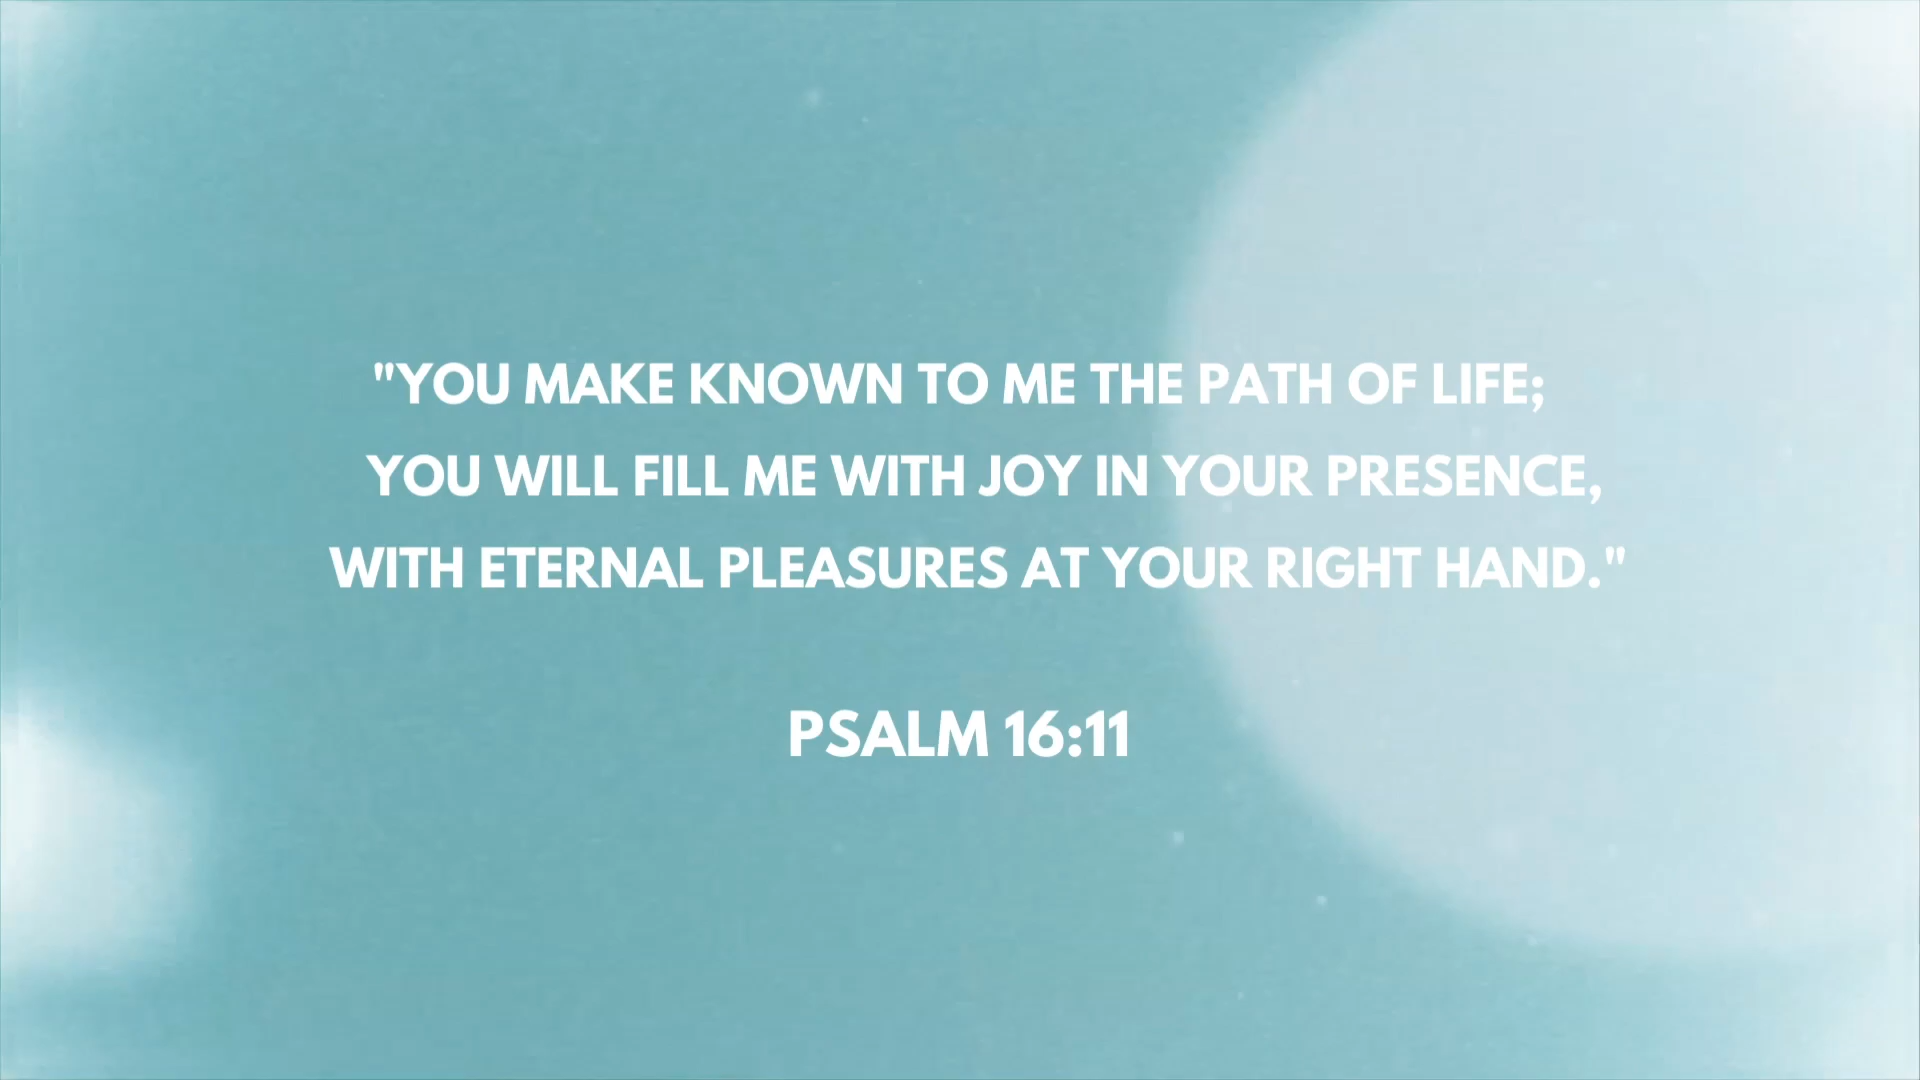 "YOU MAKE KNOWN TO ME THE PATH OF LIFE;
YOU WILL FILL ME WITH JOY IN YOUR PRESENCE,
WITH ETERNAL PLEASURES AT YOUR RIGHT HAND."
PSALM 16:11